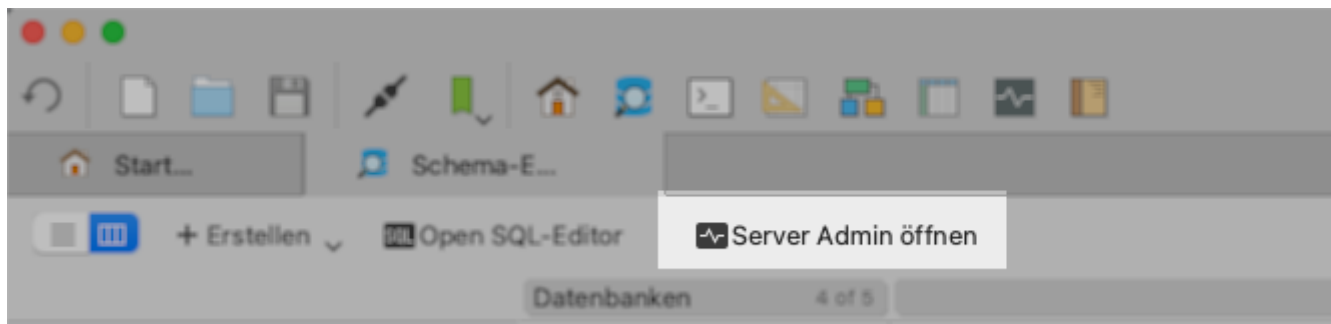 Start...
Schema-E...
+ Erstellen
Open SQL-Editor
Server Admin öffnen
Datenbanken
4 of 5